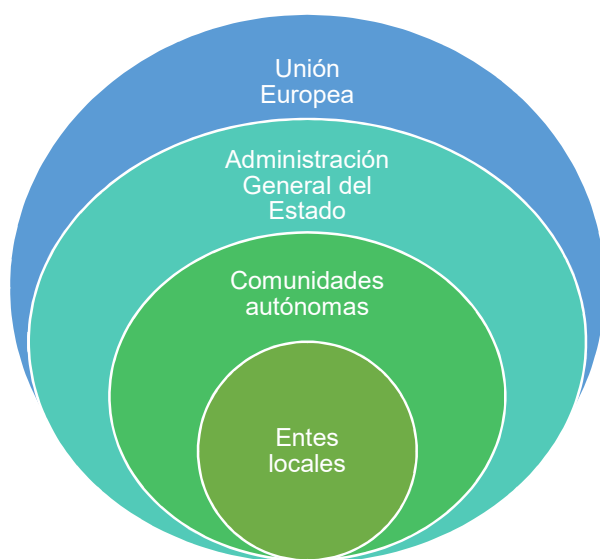 Unión
Europea
Administración
General del
Estado
Comunidades
autónomas
Entes
locales